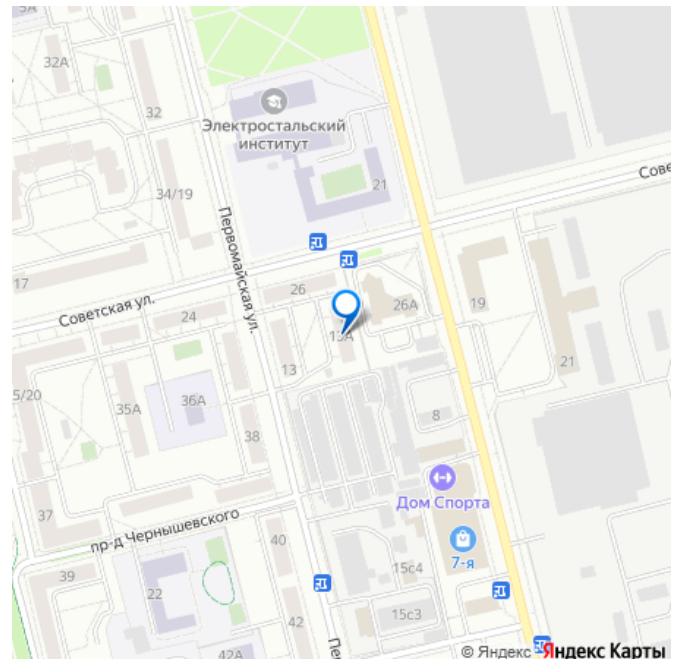 5А
32А
32
Электростальский
институт
21
34/19
Сове
Первомайская ул.
17
Советская ул.
26
26А
24
19
13А
21
13
5/20
35А
36А
8
38
Дом Спорта
37
пр-д Чернышевского
7-я
40
39
15с4
22
15с3
42
42А
Пе
© Яндекс Яндекс Карты